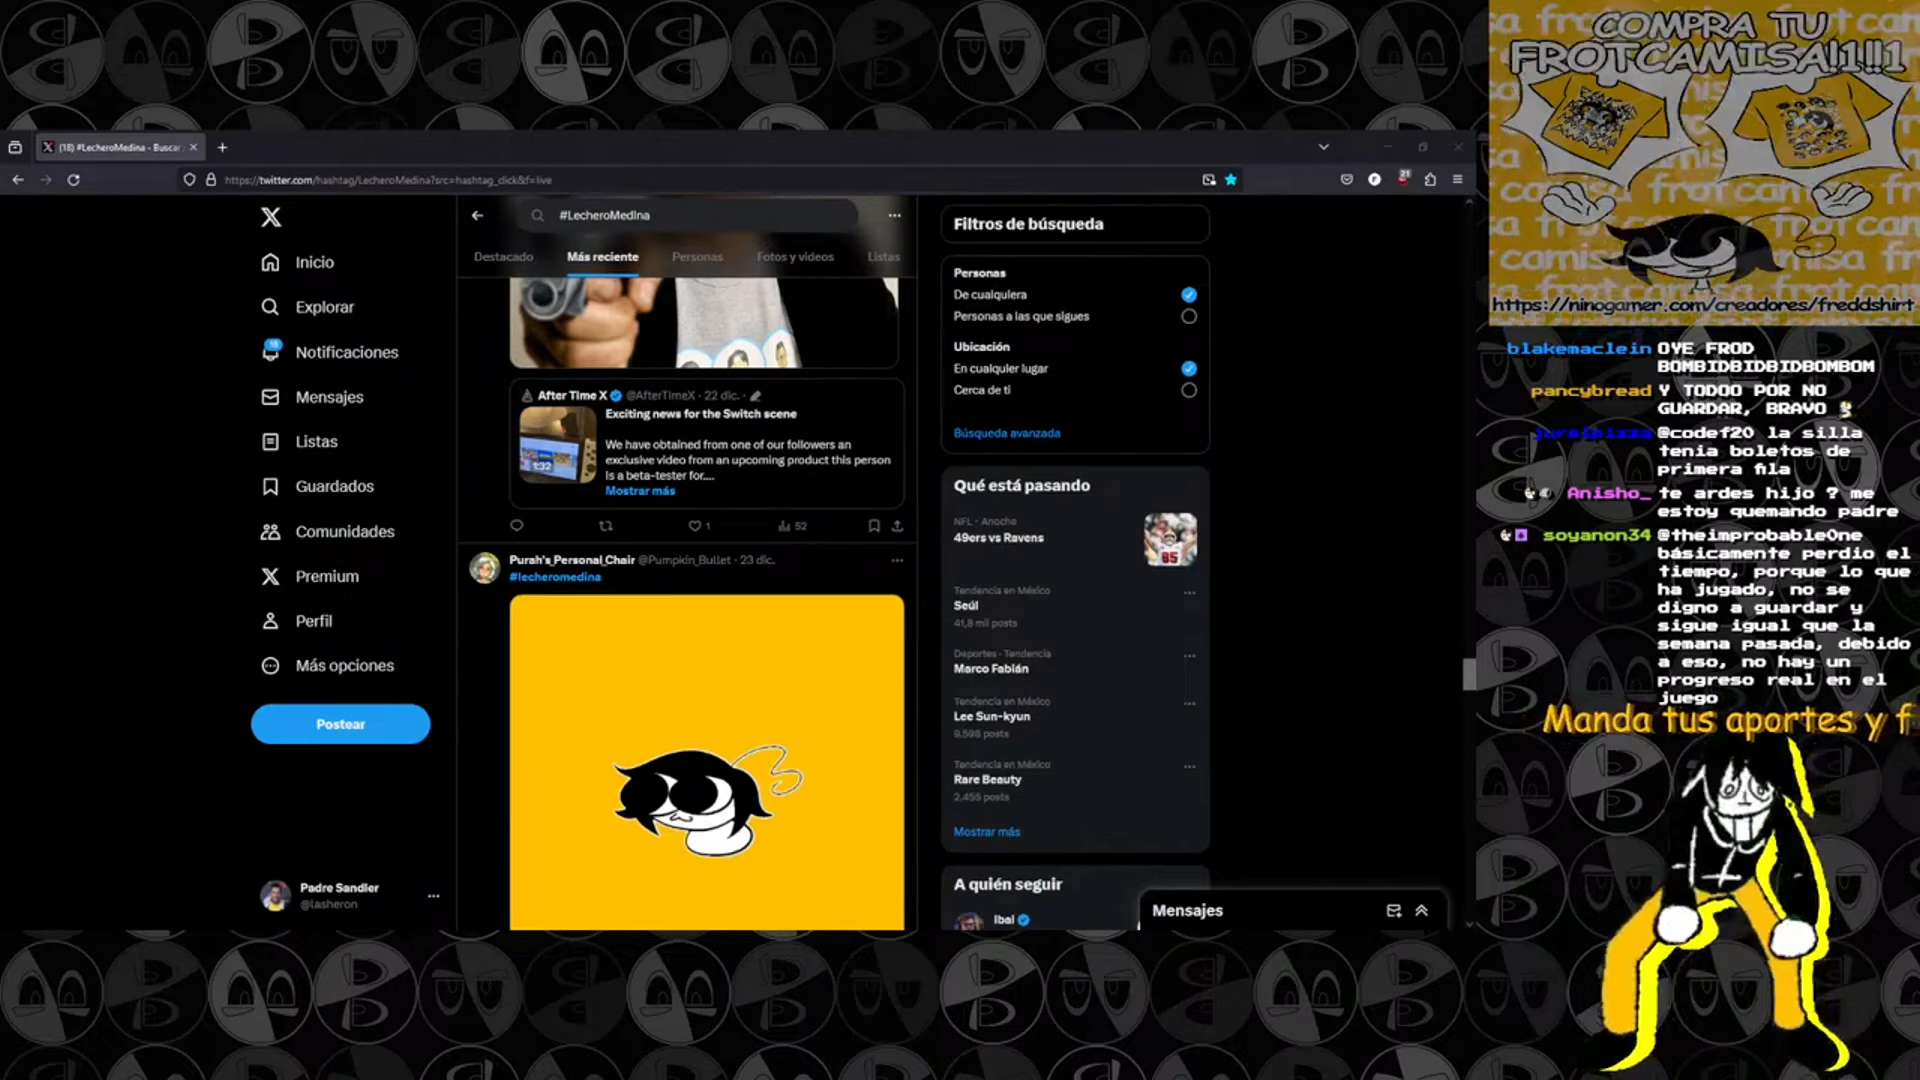 (18) #LecheroMedina - Buscar
https://twitter.com/hashtag/LecheroMedina?src=hashtag_click&f=live
21
Inicio
Explorar
18
Notificaciones
Mensajes
Listas
Guardados
Comunidades
Premium
Perfil
Más opciones
Postear
Padre Sandler
@lasheron
#LecheroMedina
Destacado
Más reciente
Personas
Fotos y videos
Listas
After Time X @AfterTimeX · 22 dic.
Exciting news for the Switch scene
We have obtained from one of our followers an
exclusive video from an upcoming product this person
is a beta-tester for....
Mostrar más
1:32
1
52
Purah's_Personal_Chair @Pumpkin_Bullet · 23 dic.
#lecheromedina
Filtros de búsqueda
Personas
De cualquiera
Personas a las que sigues
Ubicación
En cualquier lugar
Cerca de ti
Búsqueda avanzada
Qué está pasando
NFL · Anoche
49ers vs Ravens
85
Tendencia en México
Seúl
41,8 mil posts
Deportes · Tendencia
Marco Fabián
Tendencia en México
Lee Sun-kyun
9.598 posts
Tendencia en México
Rare Beauty
2.455 posts
Mostrar más
A quién seguir
Ibai
Mensajes
COMPRA TU
FROTCAMISA!1!!1
https://ninogamer.com/creadores/freddshirt
blakemaclein OYE FROD
BOMBIDBIDBIDBOMBOM
pancybread Y TODOO POR NO
GUARDAR, BRAVO
@codef20 la silla
tenia boletos de
primera fila
Anisho_ te ardes hijo ? me
estoy quemando padre
soyanon34 @theimprobable0ne
básicamente perdio el
tiempo, porque lo que
ha jugado, no se
digno a guardar y
sigue igual que la
semana pasada, debido
a eso, no hay un
progreso real en el
juego
Manda tus aportes y f